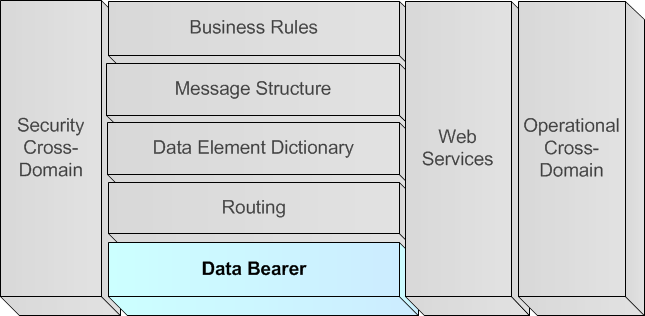 Business Rules
Message Structure
Data Element Dictionary
Routing
Data Bearer
Security
Cross-
Domain
Web
Services
Operational
Cross-
Domain